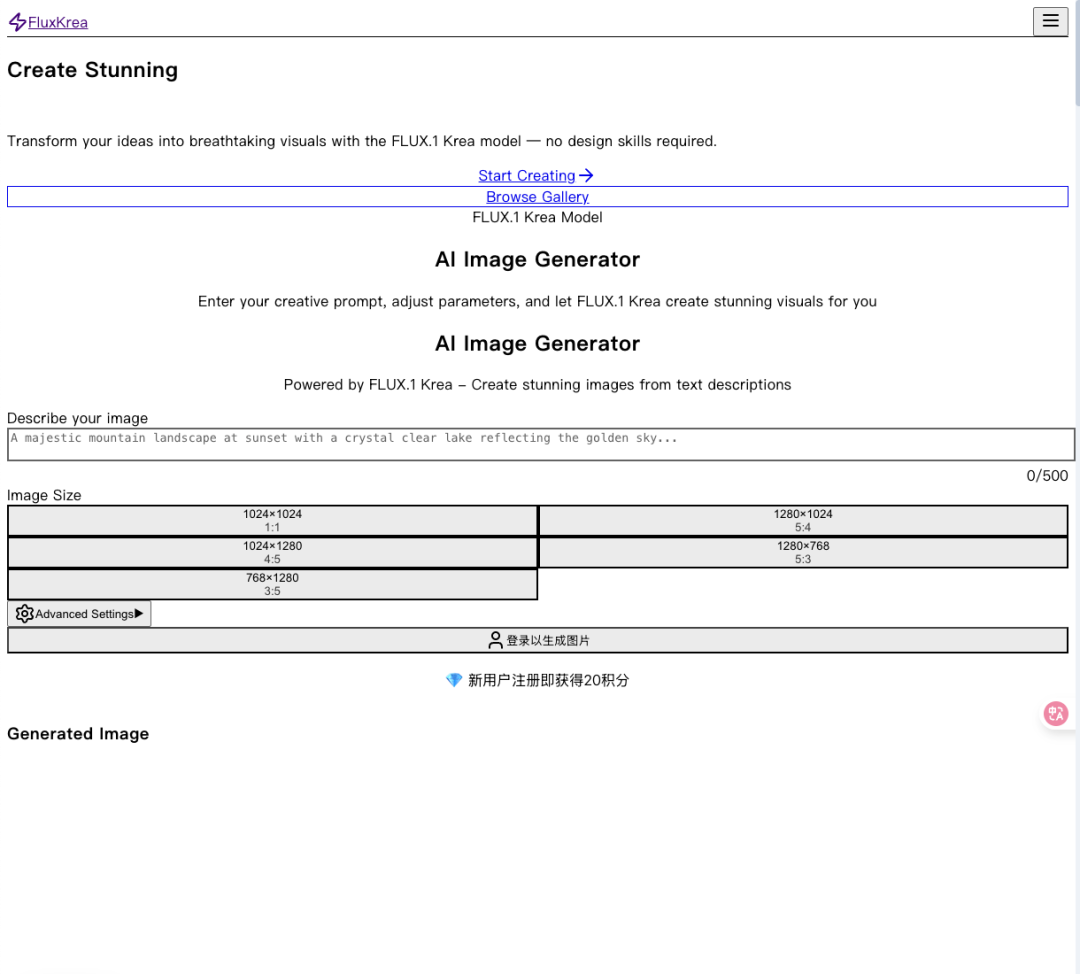 FluxKrea
Create Stunning
Transform your ideas into breathtaking visuals with the FLUX.1 Krea model — no design skills required.
Start Creating
Browse Gallery
FLUX.1 Krea Model
AI Image Generator
Enter your creative prompt, adjust parameters, and let FLUX.1 Krea create stunning visuals for you
AI Image Generator
Powered by FLUX.1 Krea – Create stunning images from text descriptions
Describe your image
A majestic mountain landscape at sunset with a crystal clear lake reflecting the golden sky...
0/500
Image Size
1024×1024
1:1
1280×1024
5:4
1024×1280
4:5
1280×768
5:3
768×1280
3:5
Advanced Settings▶
登录以生成图片
💎 新用户注册即获得20积分
Generated Image
中A